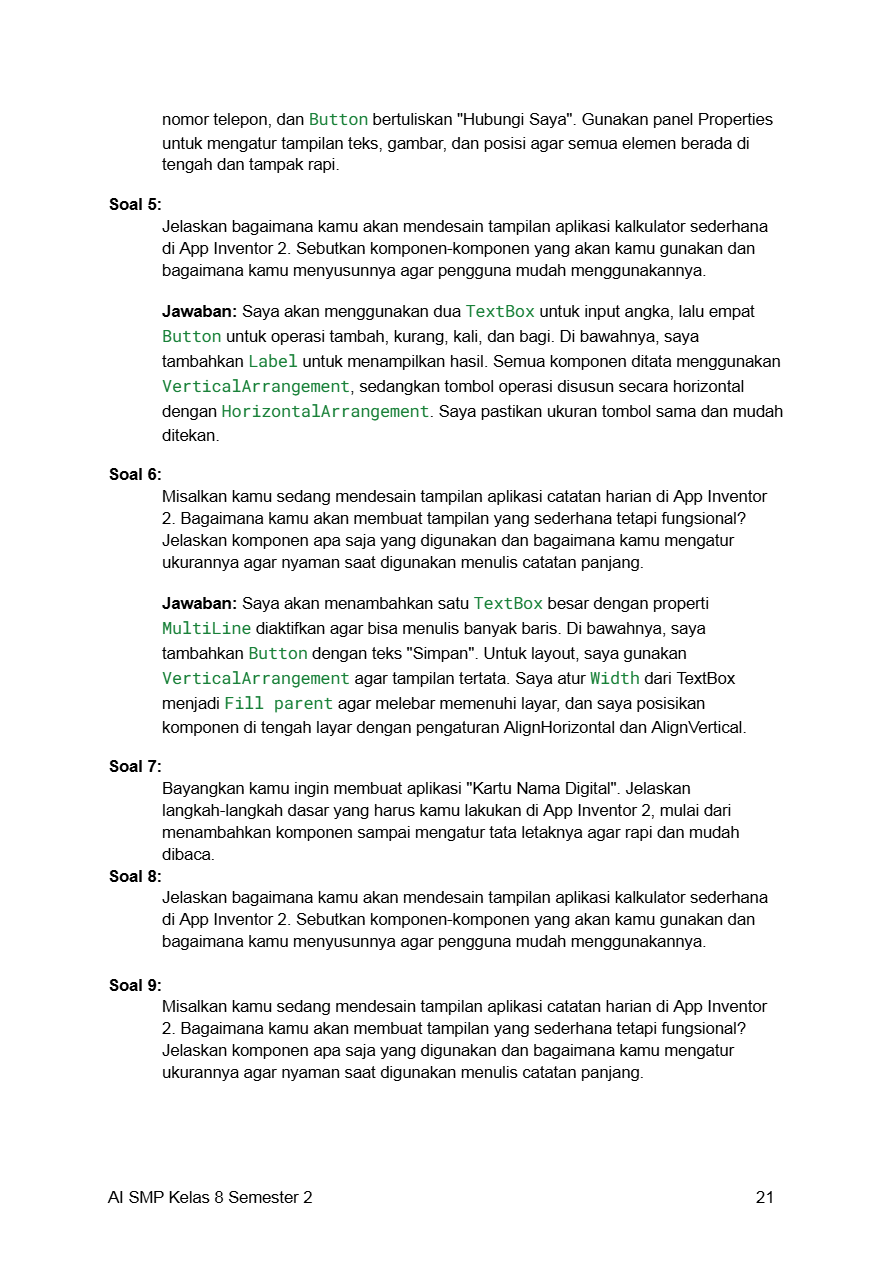 nomor telepon, dan Button bertuliskan "Hubungi Saya". Gunakan panel Properties
untuk mengatur tampilan teks, gambar, dan posisi agar semua elemen berada di
tengah dan tampak rapi.
Soal 5:
Jelaskan bagaimana kamu akan mendesain tampilan aplikasi kalkulator sederhana
di App Inventor 2. Sebutkan komponen-komponen yang akan kamu gunakan dan
bagaimana kamu menyusunnya agar pengguna mudah menggunakannya.
Jawaban: Saya akan menggunakan dua TextBox untuk input angka, lalu empat
Button untuk operasi tambah, kurang, kali, dan bagi. Di bawahnya, saya
tambahkan Label untuk menampilkan hasil. Semua komponen ditata menggunakan
VerticalArrangement, sedangkan tombol operasi disusun secara horizontal
dengan HorizontalArrangement. Saya pastikan ukuran tombol sama dan mudah
ditekan.
Soal 6:
Misalkan kamu sedang mendesain tampilan aplikasi catatan harian di App Inventor
2. Bagaimana kamu akan membuat tampilan yang sederhana tetapi fungsional?
Jelaskan komponen apa saja yang digunakan dan bagaimana kamu mengatur
ukurannya agar nyaman saat digunakan menulis catatan panjang.
Jawaban: Saya akan menambahkan satu TextBox besar dengan properti
MultiLine diaktifkan agar bisa menulis banyak baris. Di bawahnya, saya
tambahkan Button dengan teks "Simpan". Untuk layout, saya gunakan
VerticalArrangement agar tampilan tertata. Saya atur Width dari TextBox
menjadi Fill parent agar melebar memenuhi layar, dan saya posisikan
komponen di tengah layar dengan pengaturan AlignHorizontal dan AlignVertical.
Soal 7:
Bayangkan kamu ingin membuat aplikasi "Kartu Nama Digital". Jelaskan
langkah-langkah dasar yang harus kamu lakukan di App Inventor 2, mulai dari
menambahkan komponen sampai mengatur tata letaknya agar rapi dan mudah
dibaca.
Soal 8:
Jelaskan bagaimana kamu akan mendesain tampilan aplikasi kalkulator sederhana
di App Inventor 2. Sebutkan komponen-komponen yang akan kamu gunakan dan
bagaimana kamu menyusunnya agar pengguna mudah menggunakannya.
Soal 9:
Misalkan kamu sedang mendesain tampilan aplikasi catatan harian di App Inventor
2. Bagaimana kamu akan membuat tampilan yang sederhana tetapi fungsional?
Jelaskan komponen apa saja yang digunakan dan bagaimana kamu mengatur
ukurannya agar nyaman saat digunakan menulis catatan panjang.
AI SMP Kelas 8 Semester 2 21